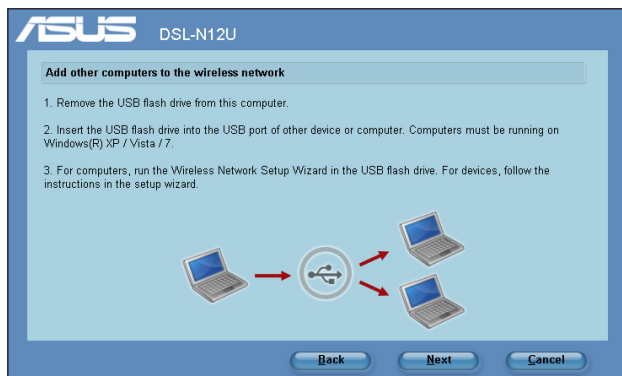 ASUS DSL-N12U
Add other computers to the wireless network
1. Remove the USB flash drive from this computer.
2. Insert the USB flash drive into the USB port of other device or computer. Computers must be running on
Windows(R) XP / Vista / 7.
3. For computers, run the Wireless Network Setup Wizard in the USB flash drive. For devices, follow the
instructions in the setup wizard.
Back Next Cancel